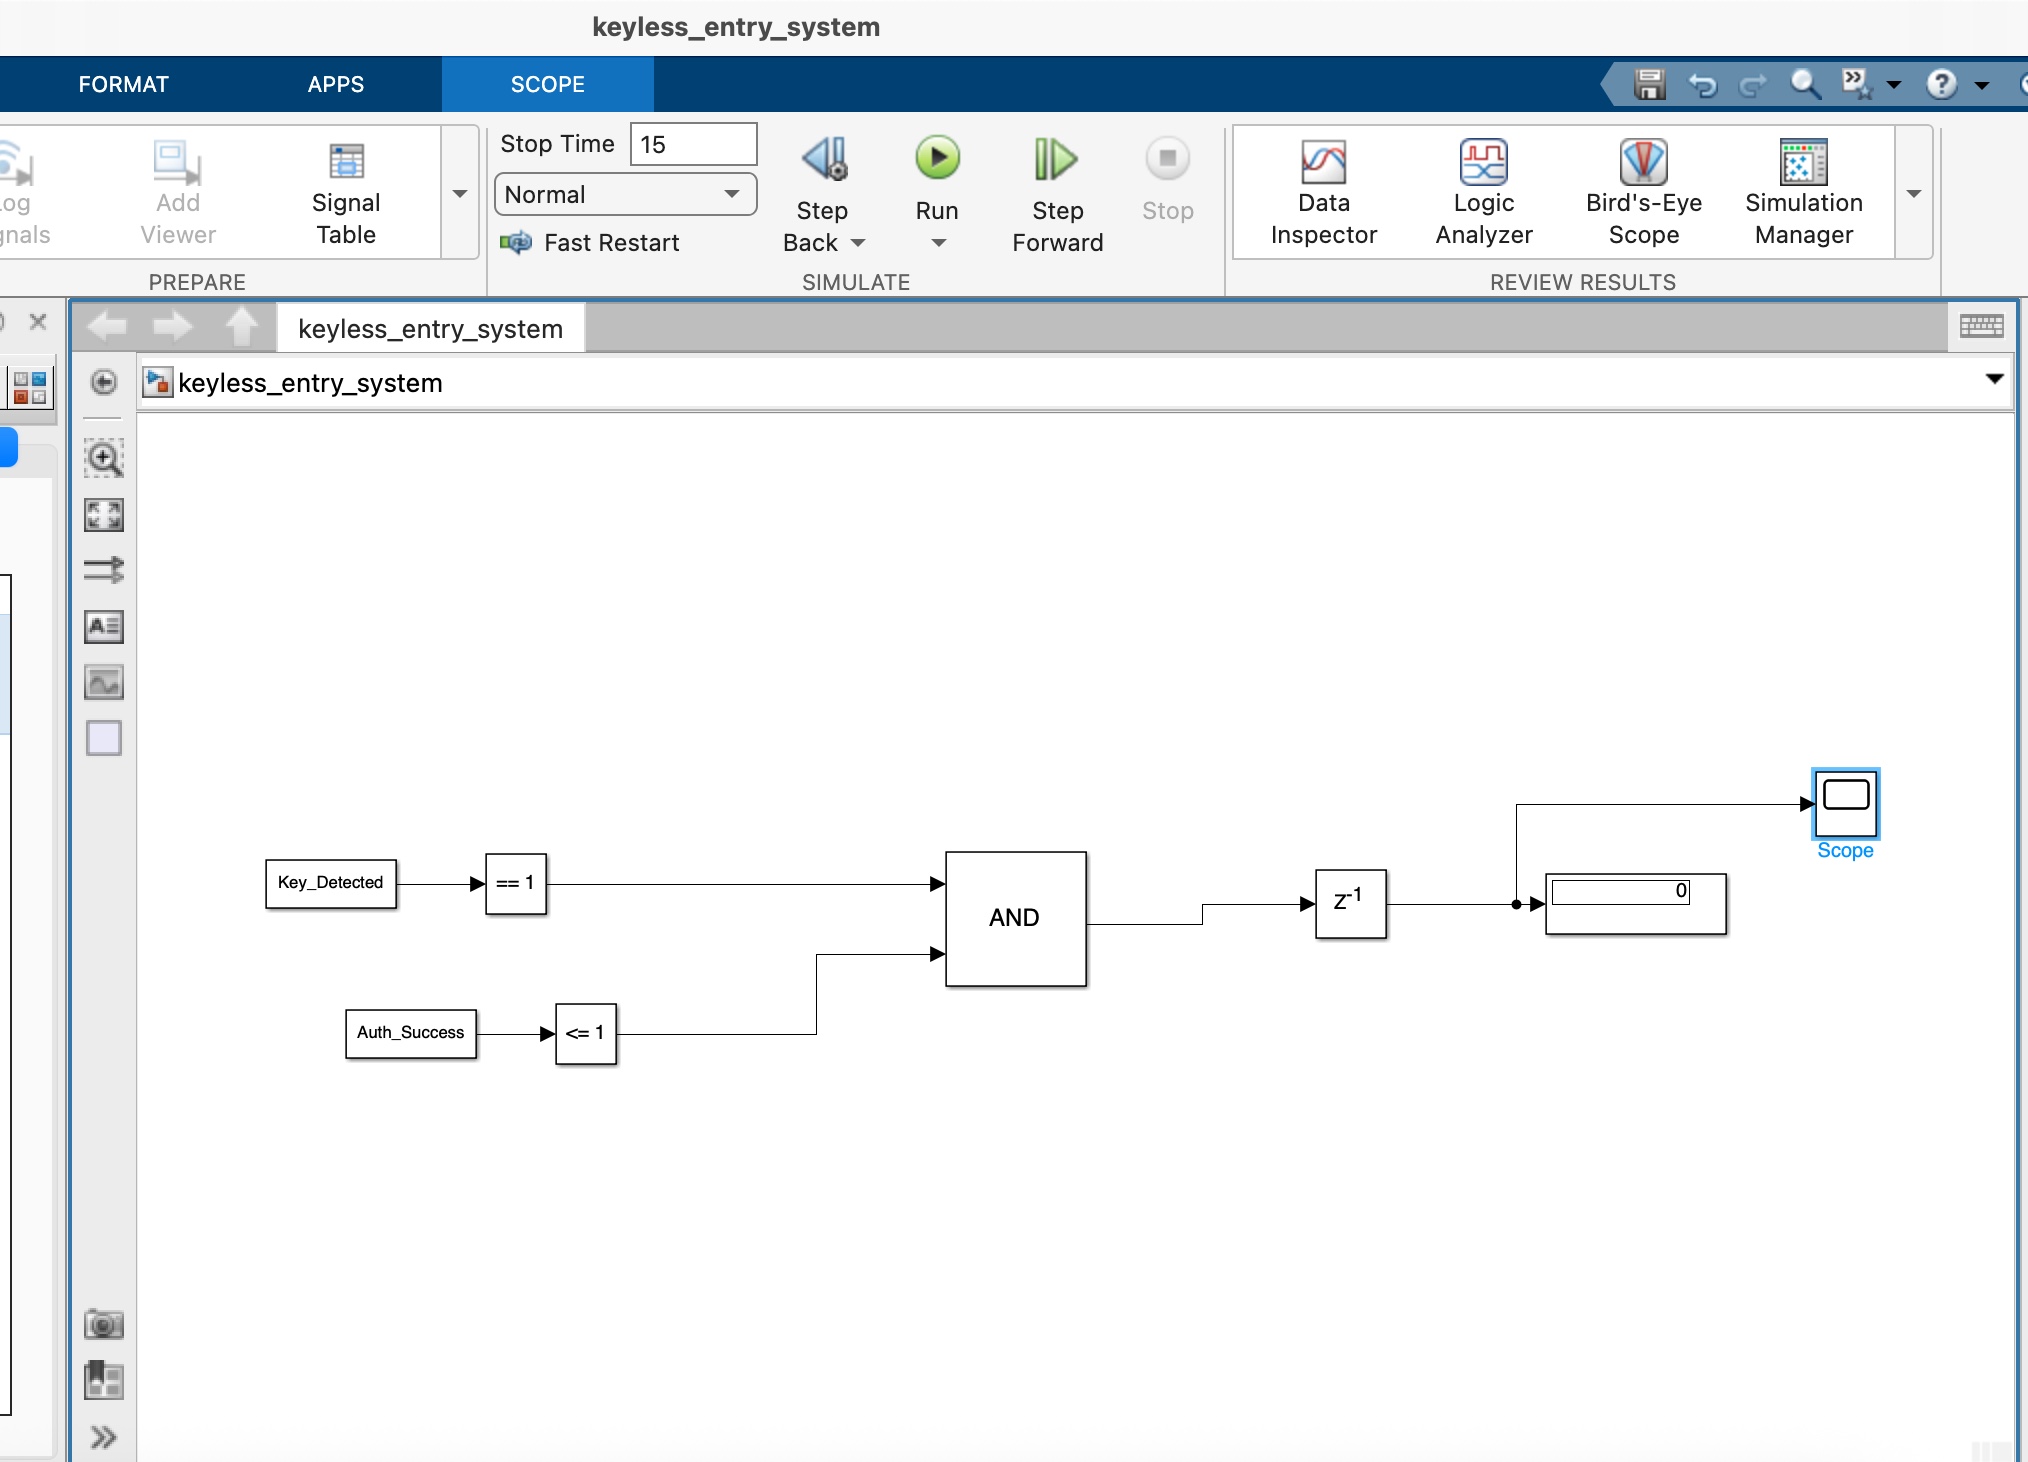 keyless_entry_system
FORMAT APPS SCOPE
Stop Time 15
Normal
Fast Restart
og
gnals
Add
Viewer
Signal
Table
Step
Back
Run
Step
Forward
Stop
Data
Inspector
Logic
Analyzer
Bird's-Eye
Scope
Simulation
Manager
PREPARE SIMULATE REVIEW RESULTS
keyless_entry_system
keyless_entry_system
Scope
Key_Detected == 1
AND
z-1
0
Auth_Success <= 1